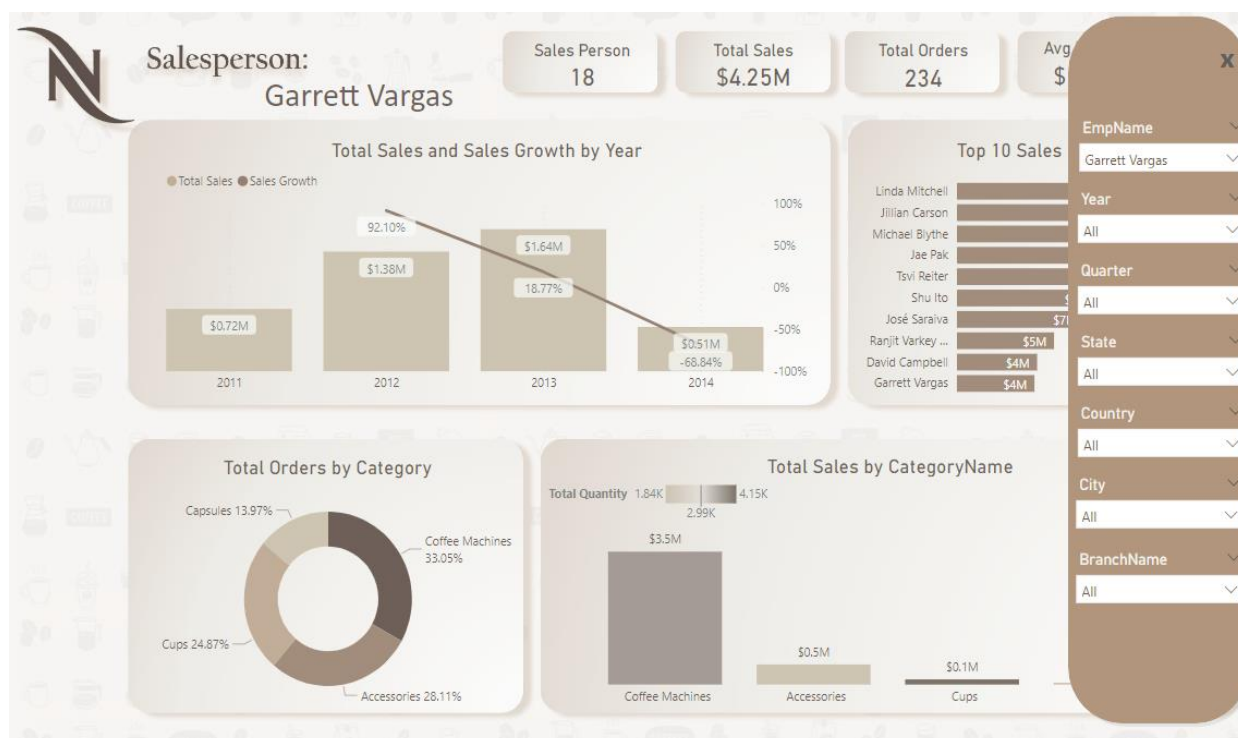 N
Salesperson:
Garrett Vargas
Sales Person
18
Total Sales
$4.25M
Total Orders
234
Avg
$
X
Total Sales and Sales Growth by Year
Total Sales Sales Growth
100%
50%
0%
-50%
-100%
92.10%
$1.64M
$1.38M
18.77%
$0.72M
$0.51M
-68.84%
2011 2012 2013 2014
Top 10 Sales
Linda Mitchell
Jillian Carson
Michael Blythe
Jae Pak
Tsvi Reiter
Shu Ito
José Saraiva
Ranjit Varkey ... $5M
David Campbell $4M
Garrett Vargas $4M
EmpName
Garrett Vargas
Year
All
Quarter
All
State
All
Country
All
City
All
BranchName
All
Total Orders by Category
Capsules 13.97%
Coffee Machines
33.05%
Cups 24.87%
Accessories 28.11%
Total Sales by CategoryName
Total Quantity 1.84K 4.15K
2.99K
$3.5M
$0.5M
$0.1M
Coffee Machines Accessories Cups